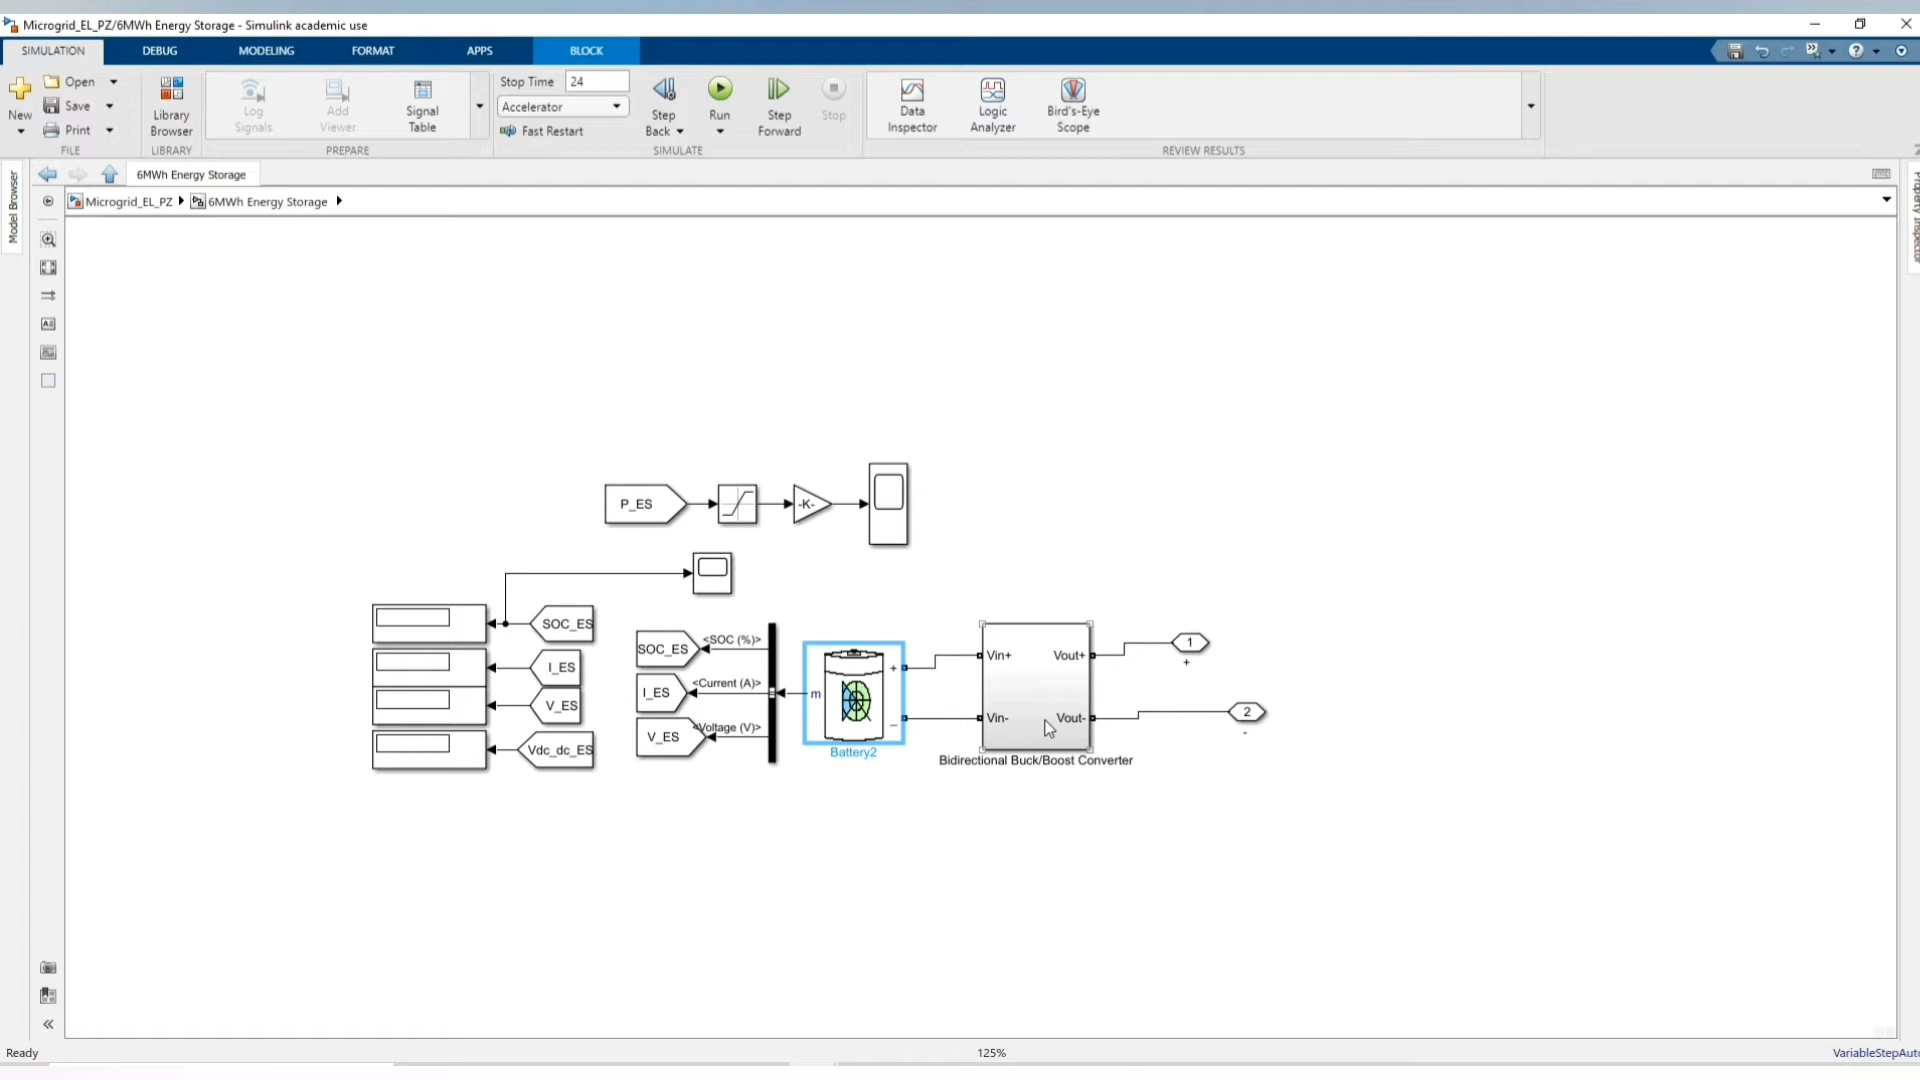 Microgrid_EL_PZ/6MWh Energy Storage - Simulink academic use
SIMULATION DEBUG MODELING FORMAT APPS BLOCK
New
Open
Save
Print
FILE
Library Browser
LIBRARY
Log Signals
Add Viewer
Signal Table
PREPARE
Stop Time 24
Accelerator
Fast Restart
Step Back
Run
Step Forward
Stop
SIMULATE
Data Inspector
Logic Analyzer
Bird's-Eye Scope
REVIEW RESULTS
Model Browser
6MWh Energy Storage
Property Inspector
Microgrid_EL_PZ 6MWh Energy Storage
P_ES
-K-
SOC_ES
I_ES
V_ES
Vdc_dc_ES
SOC_ES
<SOC (%)>
I_ES
<Current (A)>
V_ES
<Voltage (V)>
m
+
_
Battery2
Vin+ Vout+
Vin- Vout-
Bidirectional Buck/Boost Converter
1
+
2
-
Ready
125%
VariableStepAuto